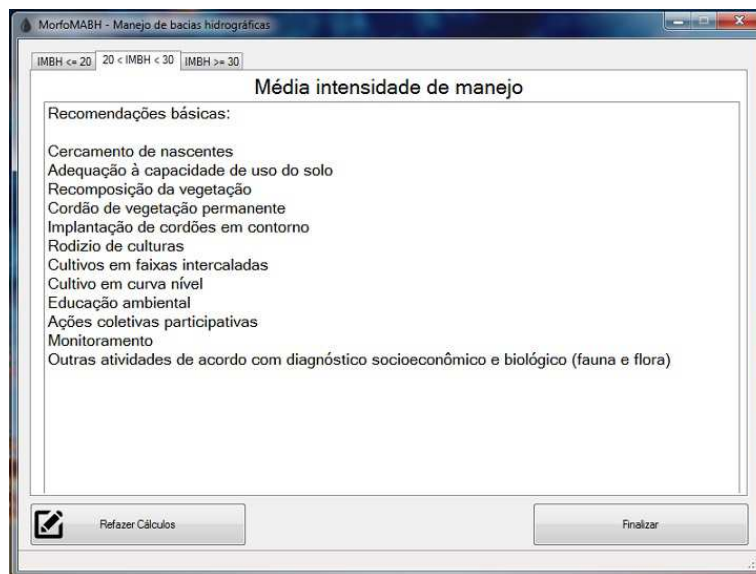 MorfoMABH - Manejo de bacias hidrográficas
IMBH <= 20 20 < IMBH < 30 IMBH >= 30
Média intensidade de manejo
Recomendações básicas:
Cercamento de nascentes
Adequação à capacidade de uso do solo
Recomposição da vegetação
Cordão de vegetação permanente
Implantação de cordões em contorno
Rodizio de culturas
Cultivos em faixas intercaladas
Cultivo em curva nível
Educação ambiental
Ações coletivas participativas
Monitoramento
Outras atividades de acordo com diagnóstico socioeconômico e biológico (fauna e flora)
Refazer Cálculos Finalizar